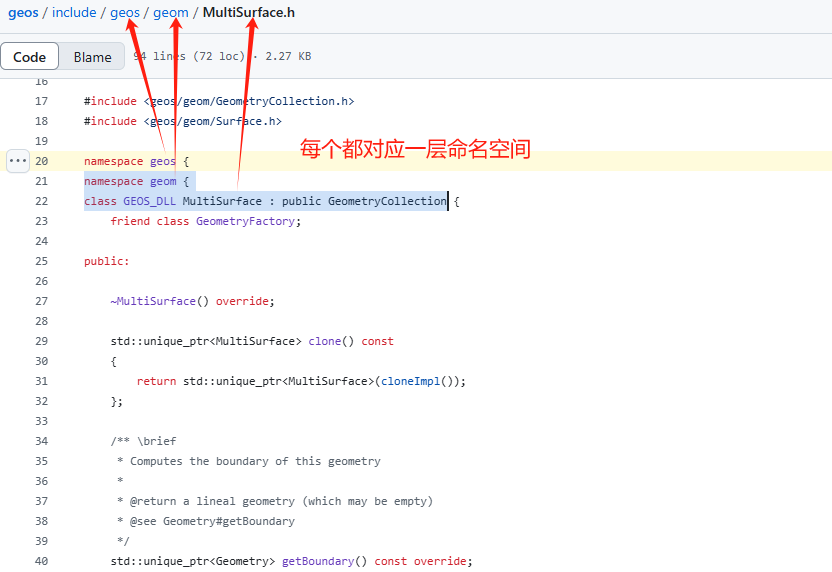 geos / include / geos / geom / MultiSurface.h
Code Blame 94 lines (72 loc) · 2.27 KB
16
17 #include <geos/geom/GeometryCollection.h>
18 #include <geos/geom/Surface.h>
19
每个都对应一层命名空间
20 namespace geos {
21 namespace geom {
22 class GEOS_DLL MultiSurface : public GeometryCollection {
23 friend class GeometryFactory;
24
25 public:
26
27 ~MultiSurface() override;
28
29 std::unique_ptr<MultiSurface> clone() const
30 {
31 return std::unique_ptr<MultiSurface>(cloneImpl());
32 };
33
34 /** \brief
35 * Computes the boundary of this geometry
36 *
37 * @return a lineal geometry (which may be empty)
38 * @see Geometry#getBoundary
39 */
40 std::unique_ptr<Geometry> getBoundary() const override;